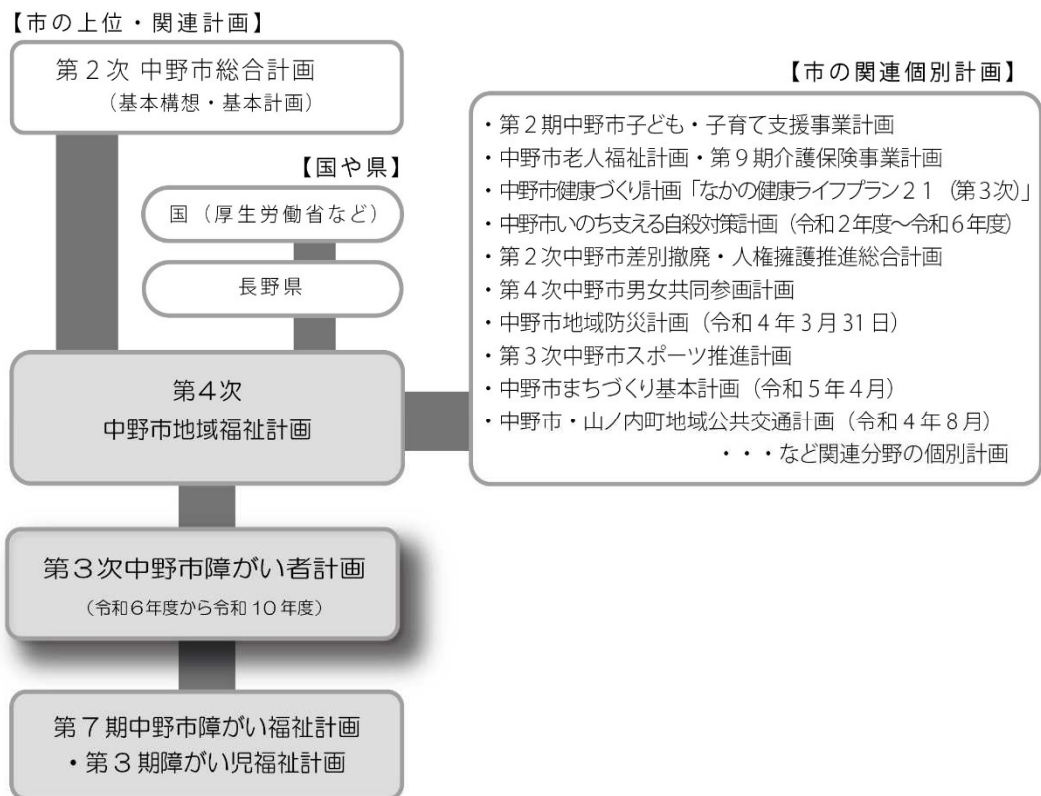 【市の上位・関連計画】
第２次 中野市総合計画
（基本構想・基本計画）
【国や県】
国（厚生労働省など）
長野県
第４次
中野市地域福祉計画
第３次中野市障がい者計画
（令和６年度から令和 10 年度）
第７期中野市障がい福祉計画
・第３期障がい児福祉計画
【市の関連個別計画】
・第２期中野市子ども・子育て支援事業計画
・中野市老人福祉計画・第９期介護保険事業計画
・中野市健康づくり計画「なかの健康ライフプラン２１（第３次）」
・中野市いのち支える自殺対策計画（令和２年度～令和６年度）
・第２次中野市差別撤廃・人権擁護推進総合計画
・第４次中野市男女共同参画計画
・中野市地域防災計画（令和４年３月31日）
・第３次中野市スポーツ推進計画
・中野市まちづくり基本計画（令和５年４月）
・中野市・山ノ内町地域公共交通計画（令和４年８月）
・・・など関連分野の個別計画